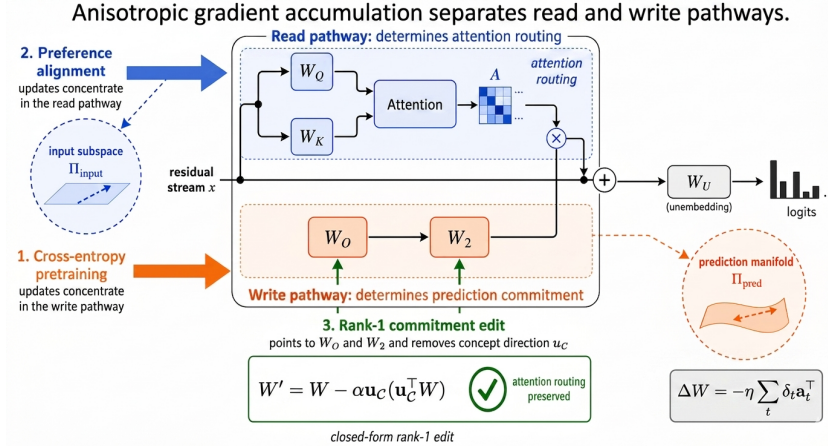 Anisotropic gradient accumulation separates read and write pathways.
2. Preference
alignment
updates concentrate
in the read pathway
input subspace
Π_input
residual
stream x
1. Cross-entropy
pretraining
updates concentrate
in the write pathway
Read pathway: determines attention routing
W_Q
W_K
Attention
A
...
...
attention
routing
×
+
W_U
(unembedding)
logits
W_O
W_2
Write pathway: determines prediction commitment
prediction manifold
Π_pred
3. Rank-1 commitment edit
points to W_O and W_2 and removes concept direction u_C
W′ = W − αu_C(u_C^⊤W)
attention routing
preserved
closed-form rank-1 edit
ΔW = −η ∑_t δ_t a_t^⊤